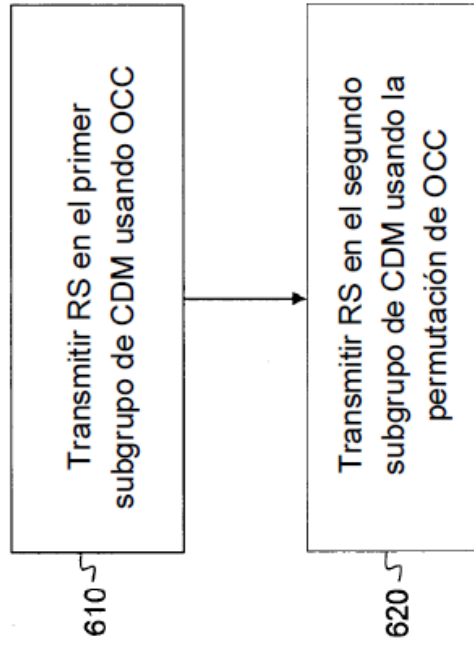 Transmitir RS en el primer
subgrupo de CDM usando OCC
610
Transmitir RS en el segundo
subgrupo de CDM usando la
permutación de OCC
620